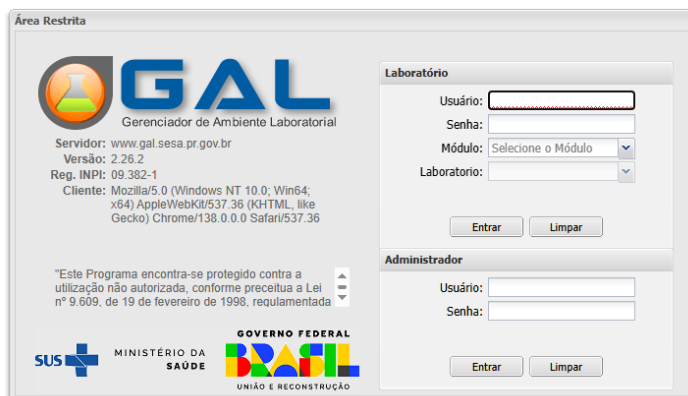 Área Restrita
GAL
Gerenciador de Ambiente Laboratorial
Servidor: www.gal.sesa.pr.gov.br
Versão: 2.26.2
Reg. INPI: 09.382-1
Cliente: Mozilla/5.0 (Windows NT 10.0; Win64;
x64) AppleWebKit/537.36 (KHTML, like
Gecko) Chrome/138.0.0.0 Safari/537.36
"Este Programa encontra-se protegido contra a
utilização não autorizada, conforme preceitua a Lei
nº 9.609, de 19 de fevereiro de 1998, regulamentada
SUS
MINISTÉRIO DA
SAÚDE
GOVERNO FEDERAL
BRASIL
UNIÃO E RECONSTRUÇÃO
Laboratório
Usuário:
Senha:
Módulo: Selecione o Módulo
Laboratorio:
Entrar Limpar
Administrador
Usuário:
Senha:
Entrar Limpar